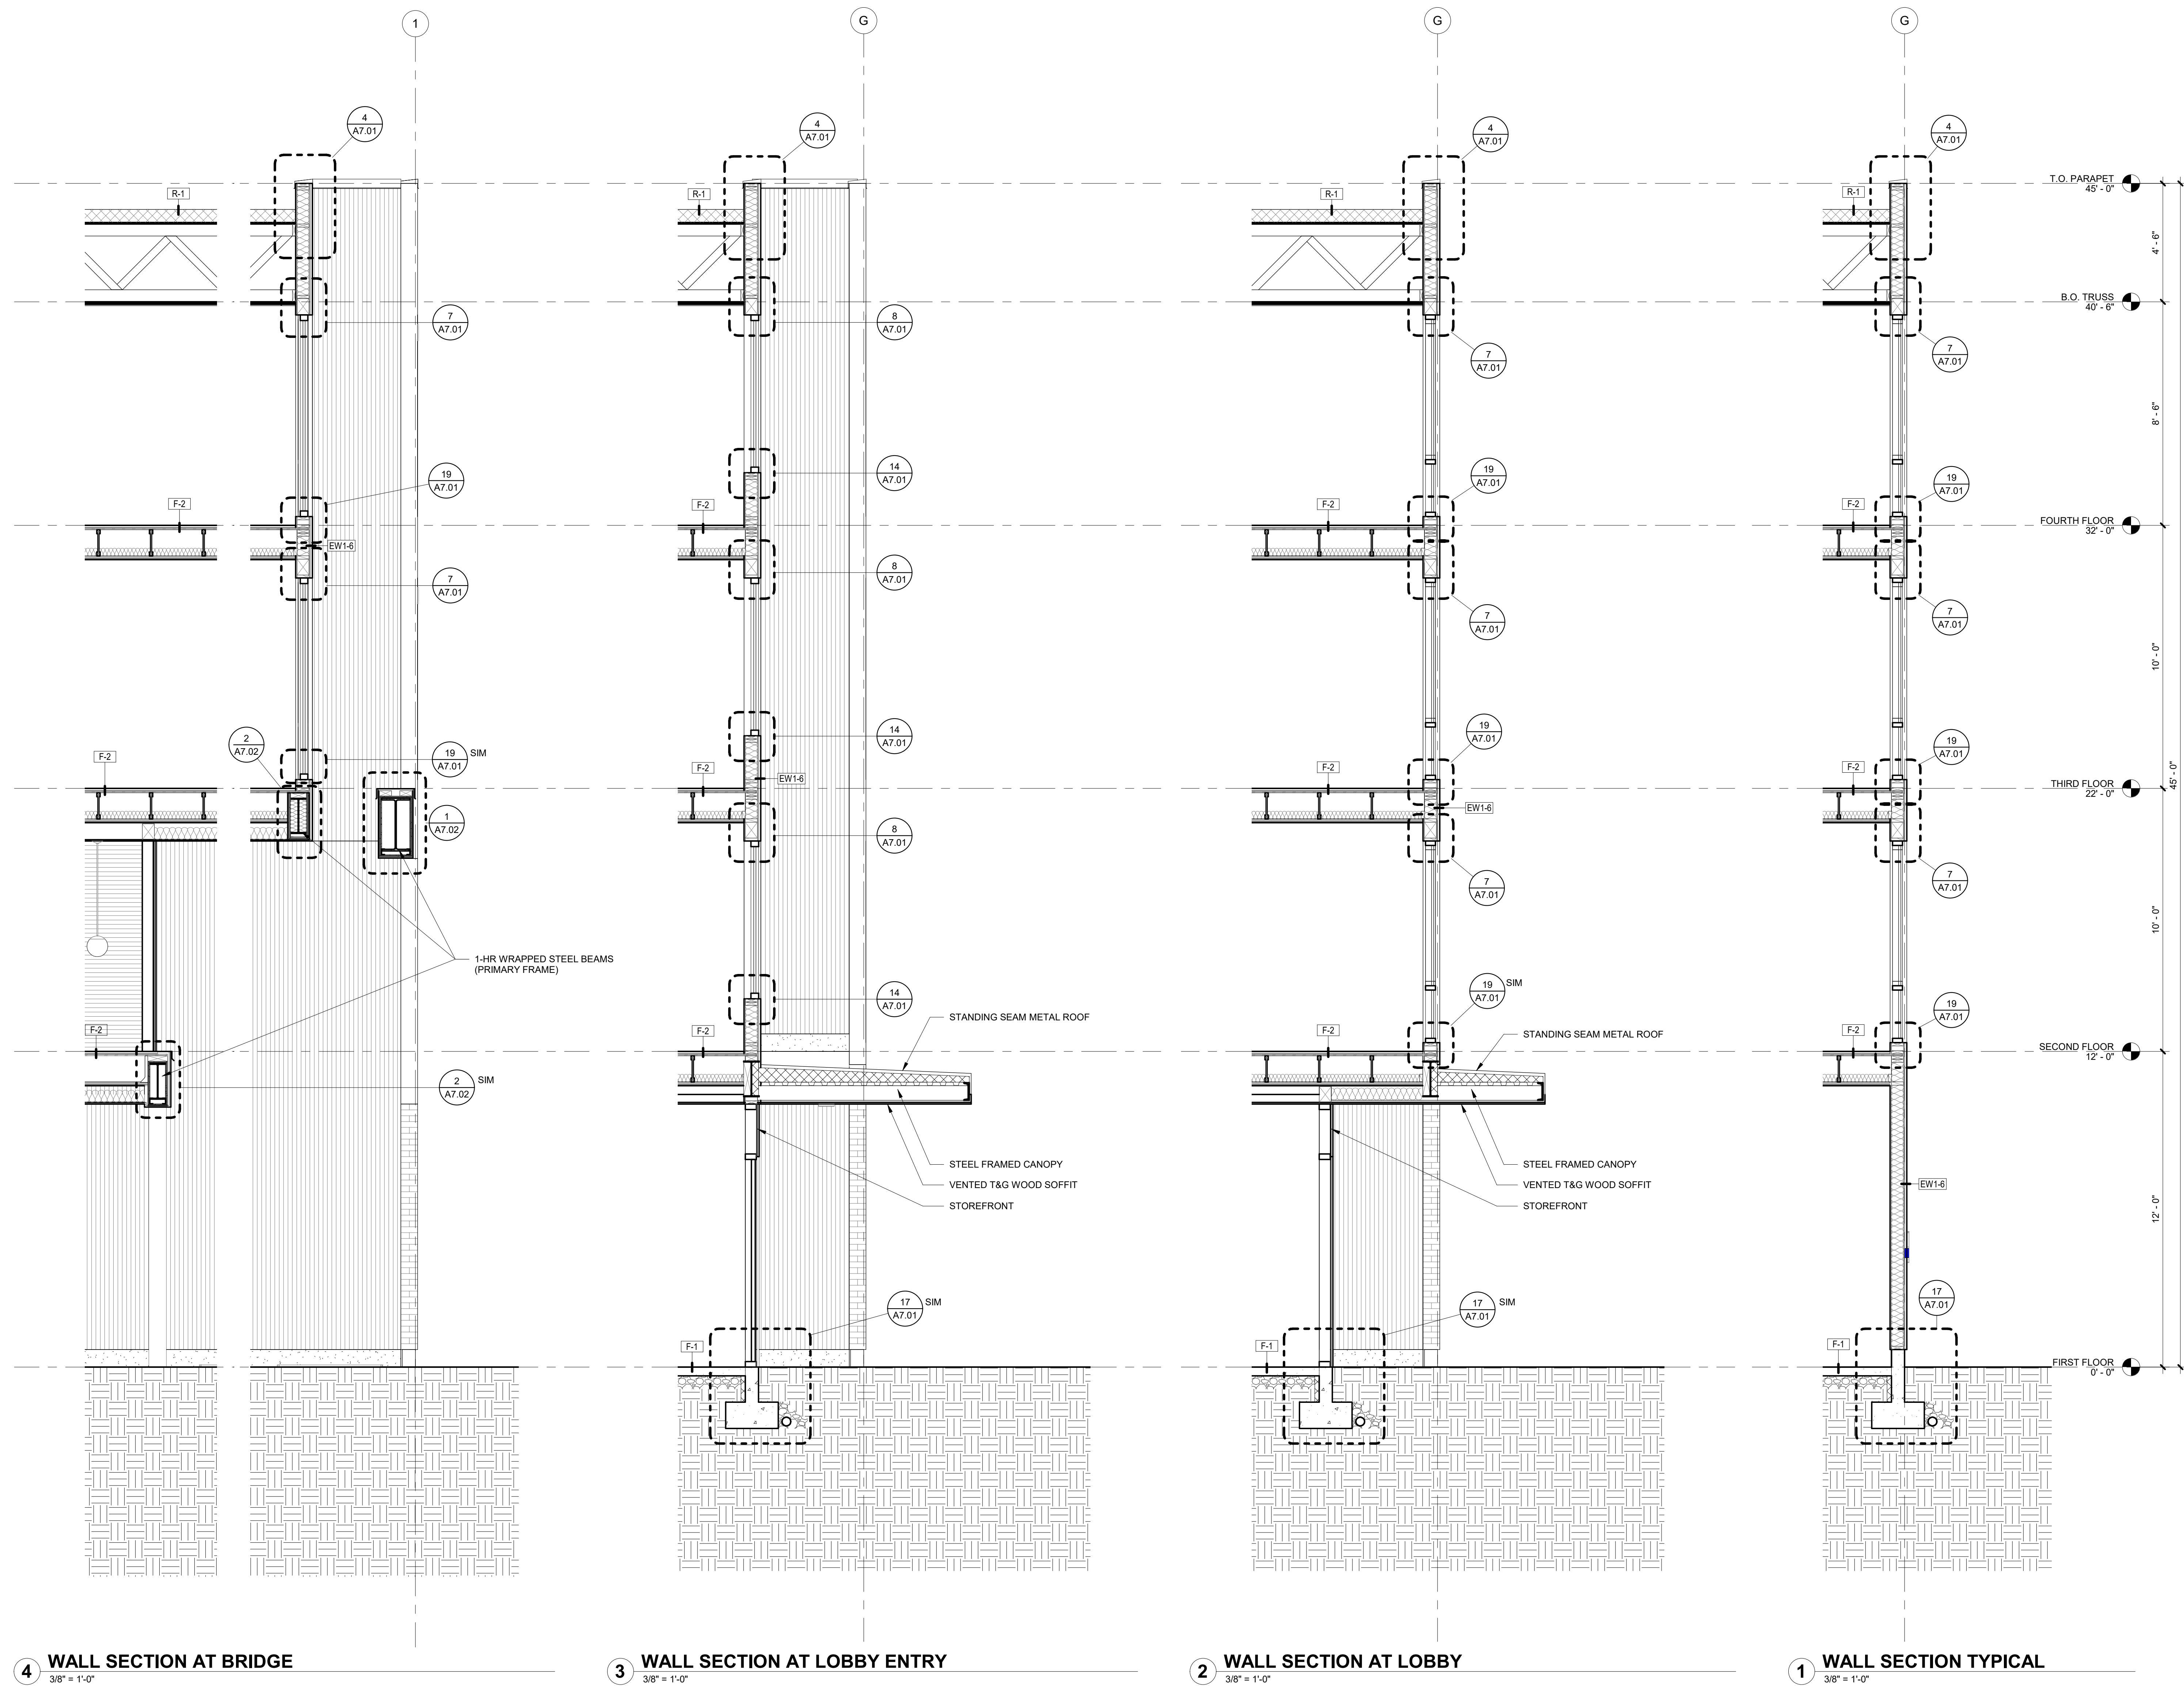 1
4
A7.01
R-1
7
A7.01
19
A7.01
F-2
EW1-6
7
A7.01
2
A7.02
19
A7.01
SIM
F-2
1
A7.02
1-HR WRAPPED STEEL BEAMS
(PRIMARY FRAME)
F-2
2
A7.02
SIM
4
WALL SECTION AT BRIDGE
3/8" = 1'-0"
G
4
A7.01
R-1
8
A7.01
14
A7.01
F-2
8
A7.01
14
A7.01
F-2
EW1-6
8
A7.01
14
A7.01
STANDING SEAM METAL ROOF
F-2
STEEL FRAMED CANOPY
VENTED T&G WOOD SOFFIT
STOREFRONT
17
A7.01
SIM
F-1
3
WALL SECTION AT LOBBY ENTRY
3/8" = 1'-0"
G
4
A7.01
R-1
7
A7.01
19
A7.01
F-2
7
A7.01
19
A7.01
F-2
EW1-6
7
A7.01
19
A7.01
SIM
F-2
STANDING SEAM METAL ROOF
STEEL FRAMED CANOPY
VENTED T&G WOOD SOFFIT
STOREFRONT
17
A7.01
SIM
F-1
2
WALL SECTION AT LOBBY
3/8" = 1'-0"
G
4
A7.01
R-1
T.O. PARAPET
45' - 0"
4' - 6"
B.O. TRUSS
40' - 6"
7
A7.01
8' - 6"
19
A7.01
F-2
FOURTH FLOOR
32' - 0"
7
A7.01
10' - 0"
19
A7.01
F-2
THIRD FLOOR
22' - 0"
45' - 0"
7
A7.01
10' - 0"
19
A7.01
F-2
SECOND FLOOR
12' - 0"
EW1-6
12' - 0"
17
A7.01
F-1
FIRST FLOOR
0' - 0"
1
WALL SECTION TYPICAL
3/8" = 1'-0"